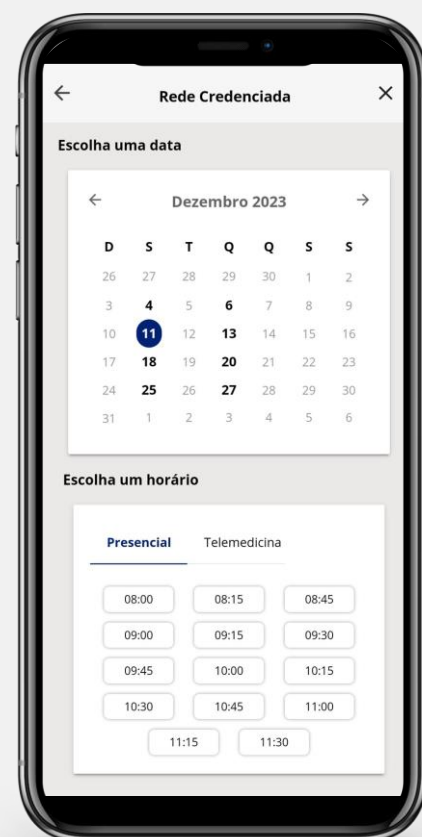 Rede Credenciada
Escolha uma data
Dezembro 2023
D S T Q Q S S
26 27 28 29 30 1 2
3 4 5 6 7 8 9
10 11 12 13 14 15 16
17 18 19 20 21 22 23
24 25 26 27 28 29 30
31 1 2 3 4 5 6
Escolha um horário
Presencial Telemedicina
08:00 08:15 08:45
09:00 09:15 09:30
09:45 10:00 10:15
10:30 10:45 11:00
11:15 11:30